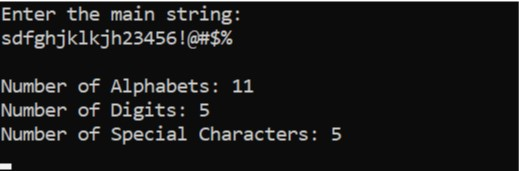 Enter the main string:
sdfghjklkjh23456!@#$%
Number of Alphabets: 11
Number of Digits: 5
Number of Special Characters: 5